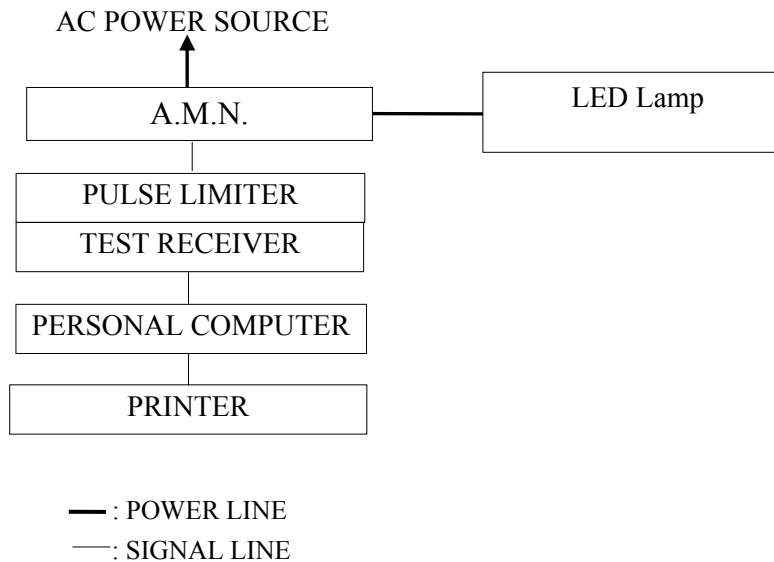 AC POWER SOURCE
A.M.N.
LED Lamp
PULSE LIMITER
TEST RECEIVER
PERSONAL COMPUTER
PRINTER
: POWER LINE
: SIGNAL LINE